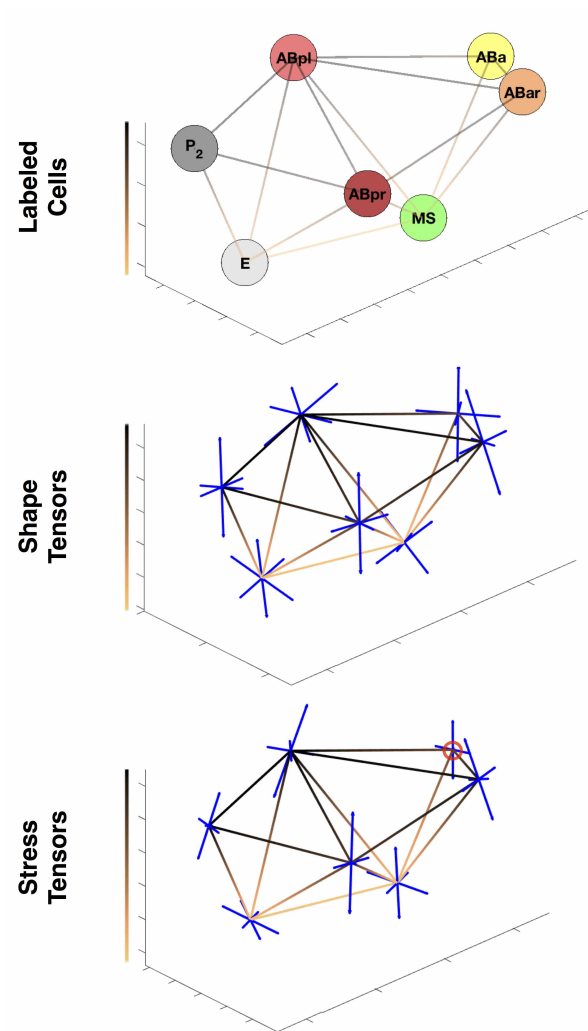 Labeled
Cells
ABpl
ABa
ABar
P2
ABpr
MS
E
Shape
Tensors
Stress
Tensors